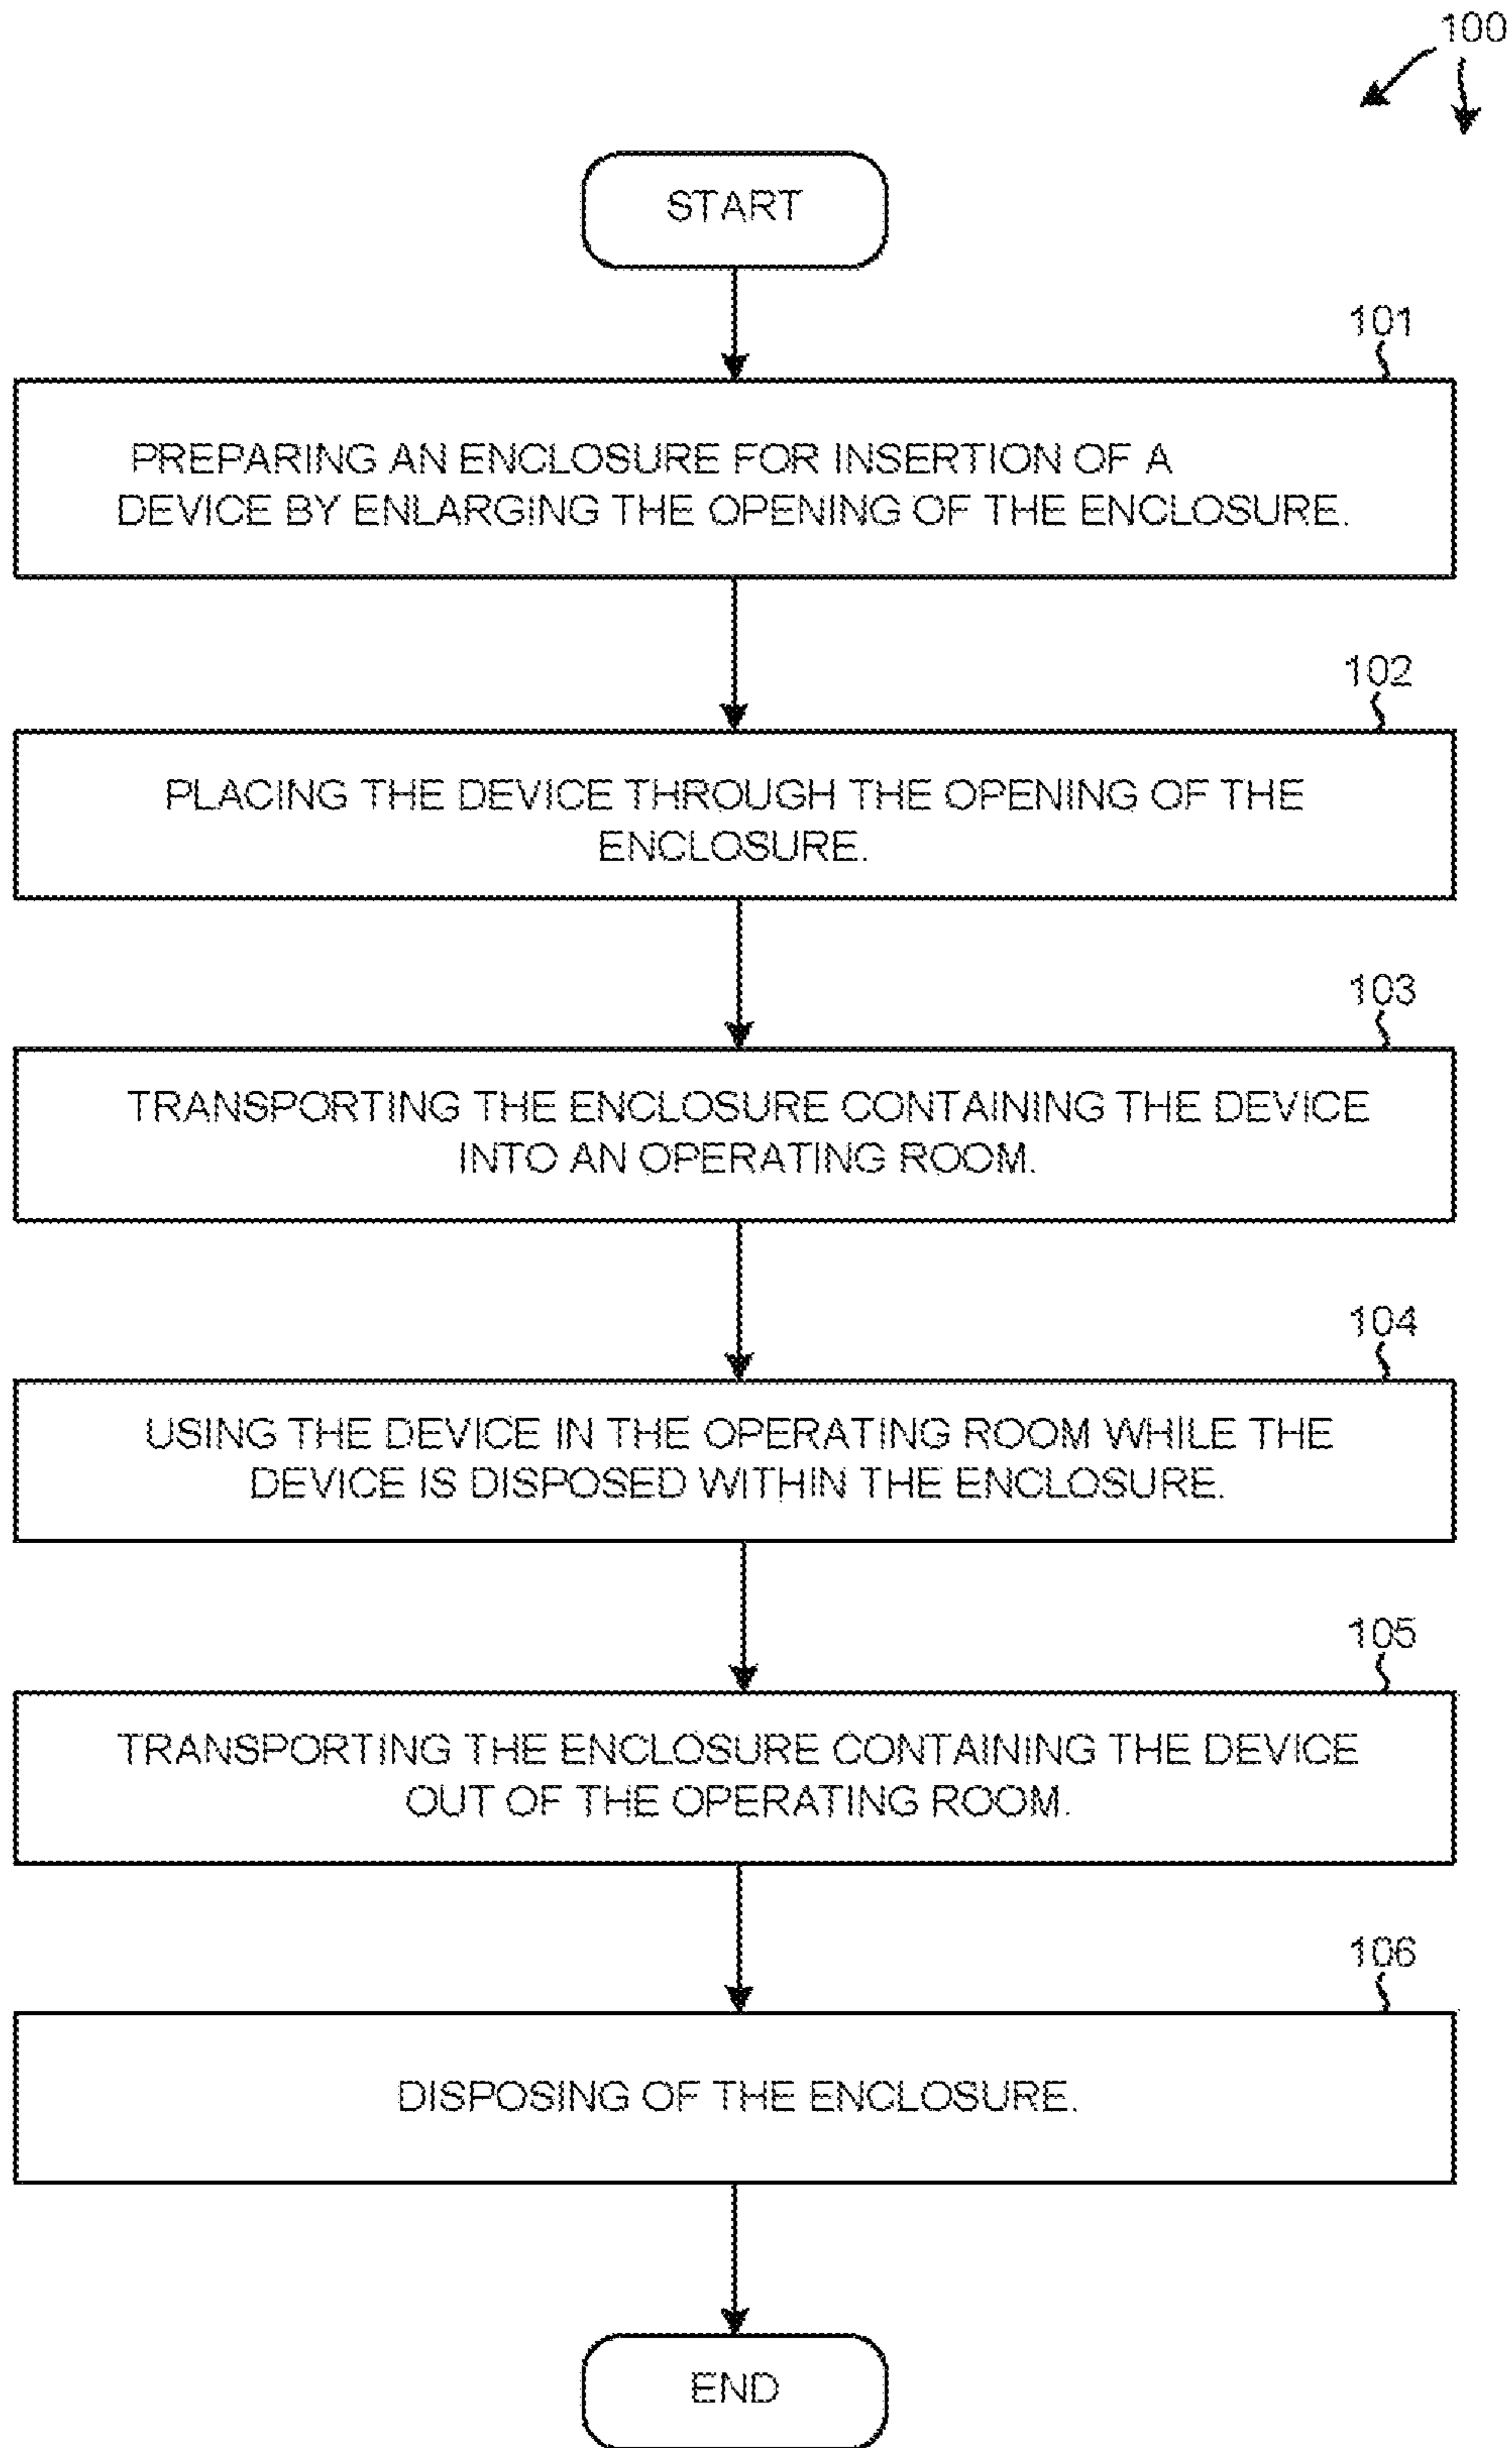 100
START
101
PREPARING AN ENCLOSURE FOR INSERTION OF A
DEVICE BY ENLARGING THE OPENING OF THE ENCLOSURE.
102
PLACING THE DEVICE THROUGH THE OPENING OF THE
ENCLOSURE.
103
TRANSPORTING THE ENCLOSURE CONTAINING THE DEVICE
INTO AN OPERATING ROOM.
104
USING THE DEVICE IN THE OPERATING ROOM WHILE THE
DEVICE IS DISPOSED WITHIN THE ENCLOSURE.
105
TRANSPORTING THE ENCLOSURE CONTAINING THE DEVICE
OUT OF THE OPERATING ROOM.
106
DISPOSING OF THE ENCLOSURE.
END